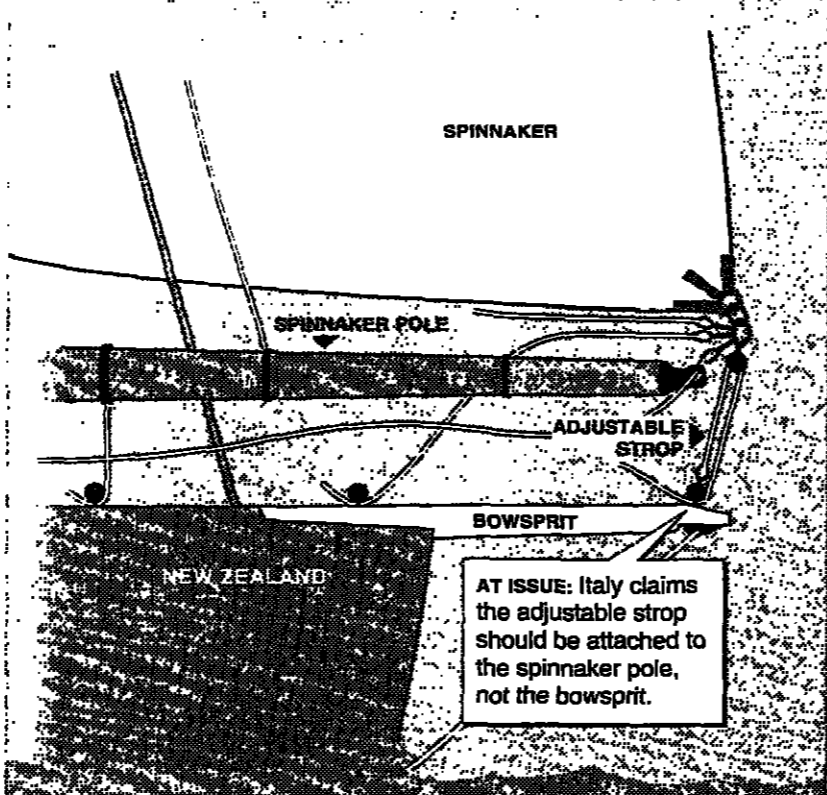 SPINNAKER
SPINNAKER POLE
ADJUSTABLE
STROP
BOWSPRIT
NEW ZEALAND
AT ISSUE: Italy claims
the adjustable strop
should be attached to
the spinnaker pole,
not the bowsprit.